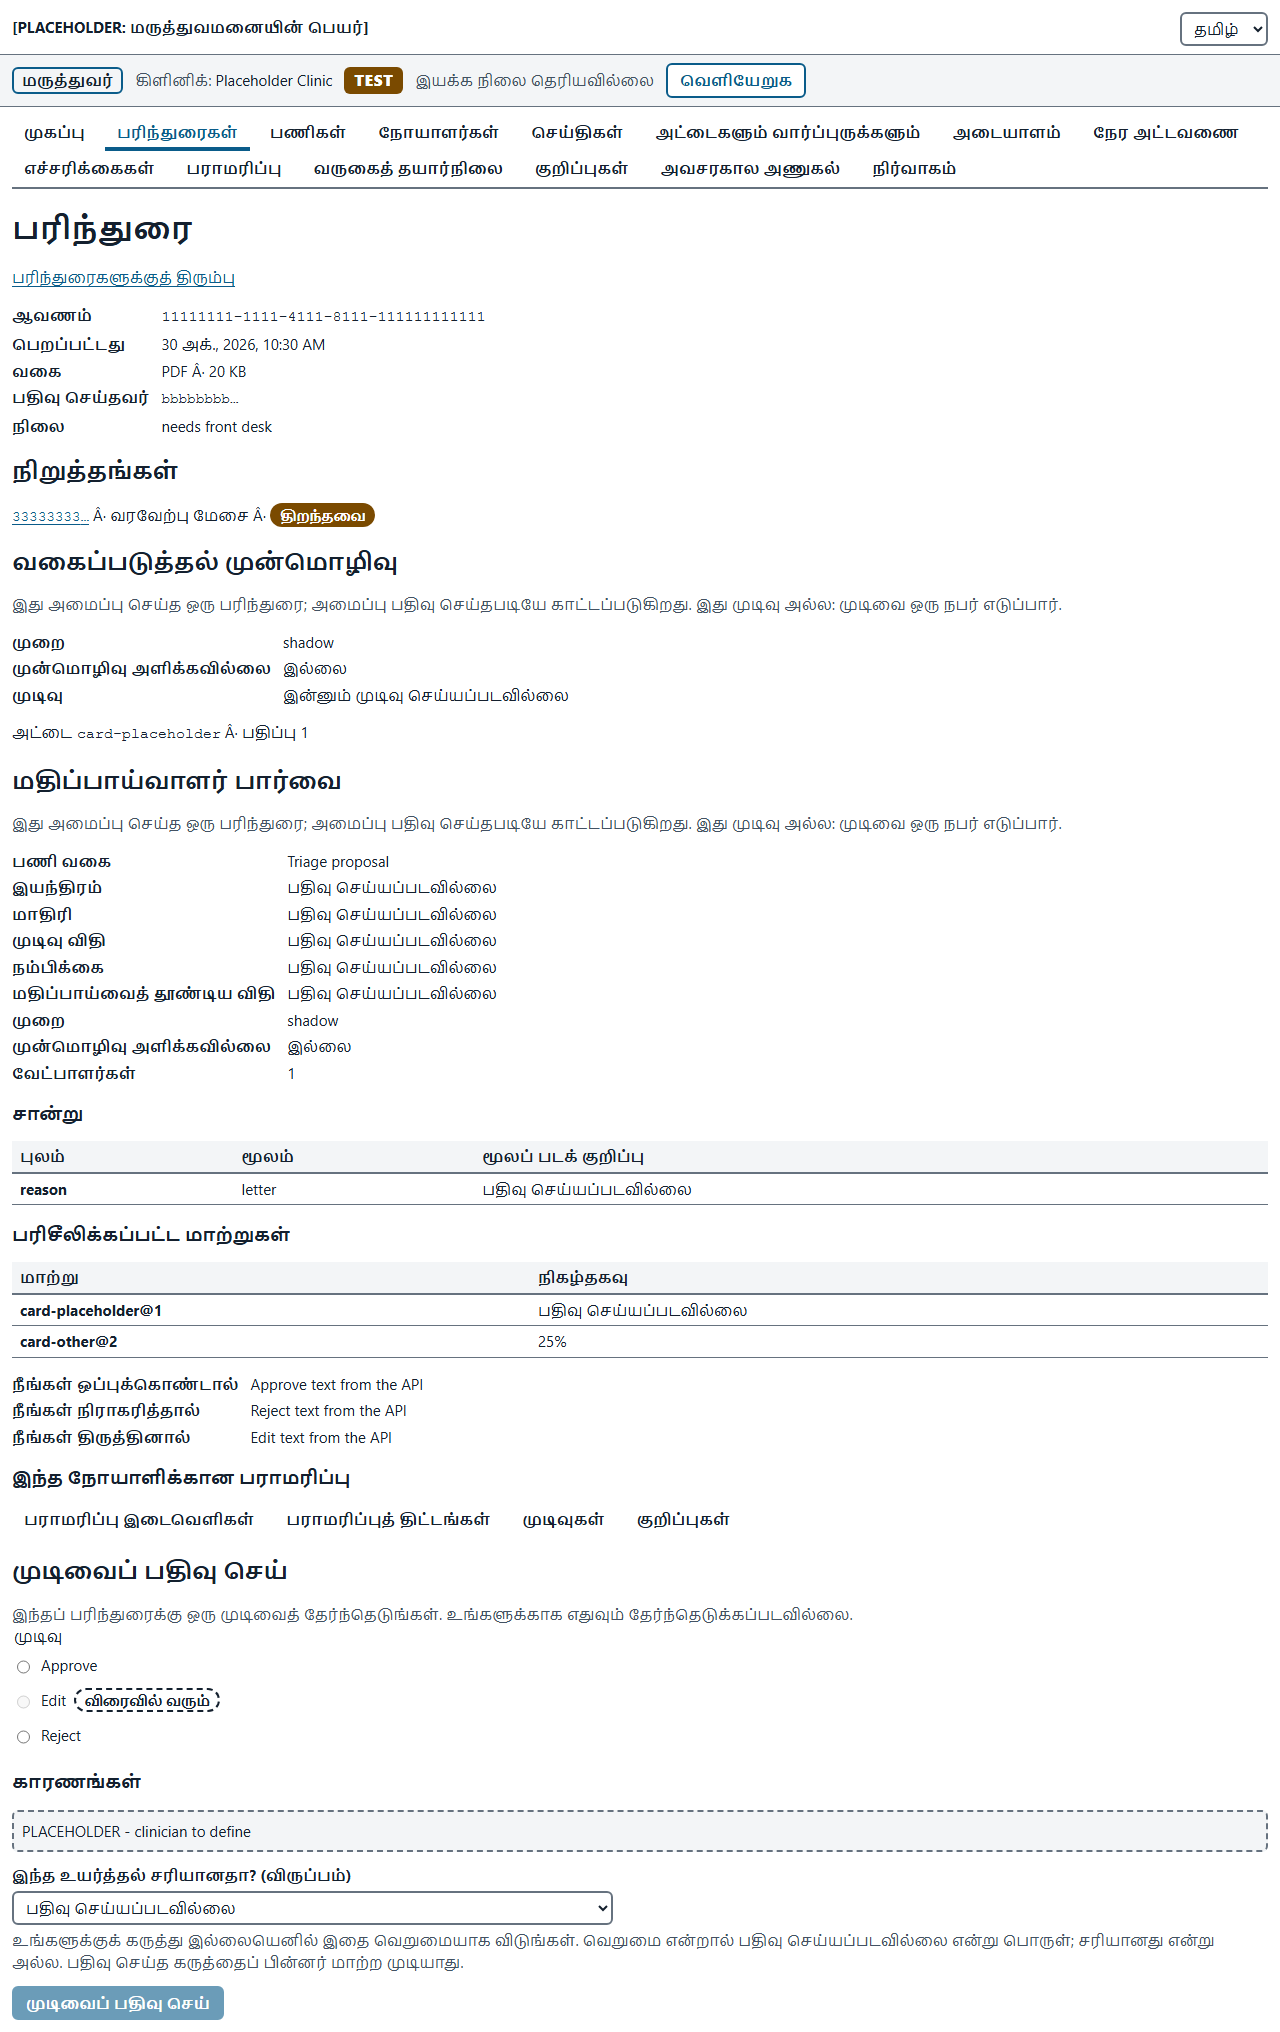 [PLACEHOLDER: மருத்துவமனையின் பெயர்]
தமிழ்
மருத்துவர் கிளினிக்: Placeholder Clinic TEST இயக்க நிலை தெரியவில்லை வெளியேறுக
முகப்பு பரிந்துரைகள் பணிகள் நோயாளர்கள் செய்திகள் அட்டைகளும் வார்ப்புருக்களும் அடையாளம் நேர அட்டவணை
எச்சரிக்கைகள் பராமரிப்பு வருகைத் தயார்நிலை குறிப்புகள் அவசரகால அணுகல் நிர்வாகம்
பரிந்துரை
பரிந்துரைகளுக்குத் திரும்பு
ஆவணம் 11111111-1111-4111-8111-111111111111
பெறப்பட்டது 30 அக்., 2026, 10:30 AM
வகை PDF Â· 20 KB
பதிவு செய்தவர் bbbbbbbb…
நிலை needs front desk
நிறுத்தங்கள்
33333333… Â· வரவேற்பு மேசை Â· திறந்தவை
வகைப்படுத்தல் முன்மொழிவு
இது அமைப்பு செய்த ஒரு பரிந்துரை; அமைப்பு பதிவு செய்தபடியே காட்டப்படுகிறது. இது முடிவு அல்ல: முடிவை ஒரு நபர் எடுப்பார்.
முறை shadow
முன்மொழிவு அளிக்கவில்லை இல்லை
முடிவு இன்னும் முடிவு செய்யப்படவில்லை
அட்டை card-placeholder Â· பதிப்பு 1
மதிப்பாய்வாளர் பார்வை
இது அமைப்பு செய்த ஒரு பரிந்துரை; அமைப்பு பதிவு செய்தபடியே காட்டப்படுகிறது. இது முடிவு அல்ல: முடிவை ஒரு நபர் எடுப்பார்.
பணி வகை Triage proposal
இயந்திரம் பதிவு செய்யப்படவில்லை
மாதிரி பதிவு செய்யப்படவில்லை
முடிவு விதி பதிவு செய்யப்படவில்லை
நம்பிக்கை பதிவு செய்யப்படவில்லை
மதிப்பாய்வைத் தூண்டிய விதி பதிவு செய்யப்படவில்லை
முறை shadow
முன்மொழிவு அளிக்கவில்லை இல்லை
வேட்பாளர்கள் 1
சான்று
புலம் மூலம் மூலப் படக் குறிப்பு
reason letter பதிவு செய்யப்படவில்லை
பரிசீலிக்கப்பட்ட மாற்றுகள்
மாற்று நிகழ்தகவு
card-placeholder@1 பதிவு செய்யப்படவில்லை
card-other@2 25%
நீங்கள் ஒப்புக்கொண்டால் Approve text from the API
நீங்கள் நிராகரித்தால் Reject text from the API
நீங்கள் திருத்தினால் Edit text from the API
இந்த நோயாளிக்கான பராமரிப்பு
பராமரிப்பு இடைவெளிகள் பராமரிப்புத் திட்டங்கள் முடிவுகள் குறிப்புகள்
முடிவைப் பதிவு செய்
இந்தப் பரிந்துரைக்கு ஒரு முடிவைத் தேர்ந்தெடுங்கள். உங்களுக்காக எதுவும் தேர்ந்தெடுக்கப்படவில்லை.
முடிவு
Approve
Edit விரைவில் வரும்
Reject
காரணங்கள்
PLACEHOLDER - clinician to define
இந்த உயர்த்தல் சரியானதா? (விருப்பம்)
பதிவு செய்யப்படவில்லை
உங்களுக்குக் கருத்து இல்லையெனில் இதை வெறுமையாக விடுங்கள். வெறுமை என்றால் பதிவு செய்யப்படவில்லை என்று பொருள்; சரியானது என்று
அல்ல. பதிவு செய்த கருத்தைப் பின்னர் மாற்ற முடியாது.
முடிவைப் பதிவு செய்